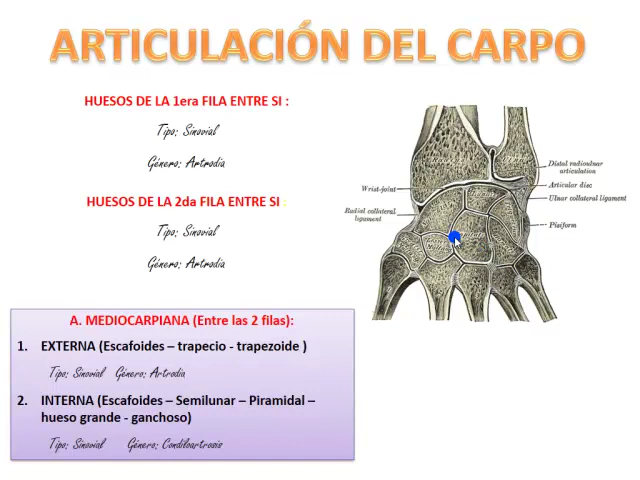 ARTICULACIÓN DEL CARPO
HUESOS DE LA 1era FILA ENTRE SI :
Tipo: Sinovial
Género: Artrodia
HUESOS DE LA 2da FILA ENTRE SI :
Tipo: Sinovial
Género: Artrodia
A. MEDIOCARPIANA (Entre las 2 filas):
1. EXTERNA (Escafoides – trapecio - trapezoide )
Tipo: Sinovial Género: Artrodia
2. INTERNA (Escafoides – Semilunar – Piramidal –
hueso grande - ganchoso)
Tipo: Sinovial Género: Condiloartrosis
Distal radioulnar
articulation
Wrist-joint
Articular disc
Ulnar collateral ligament
Radial collateral
ligament
Pisiform